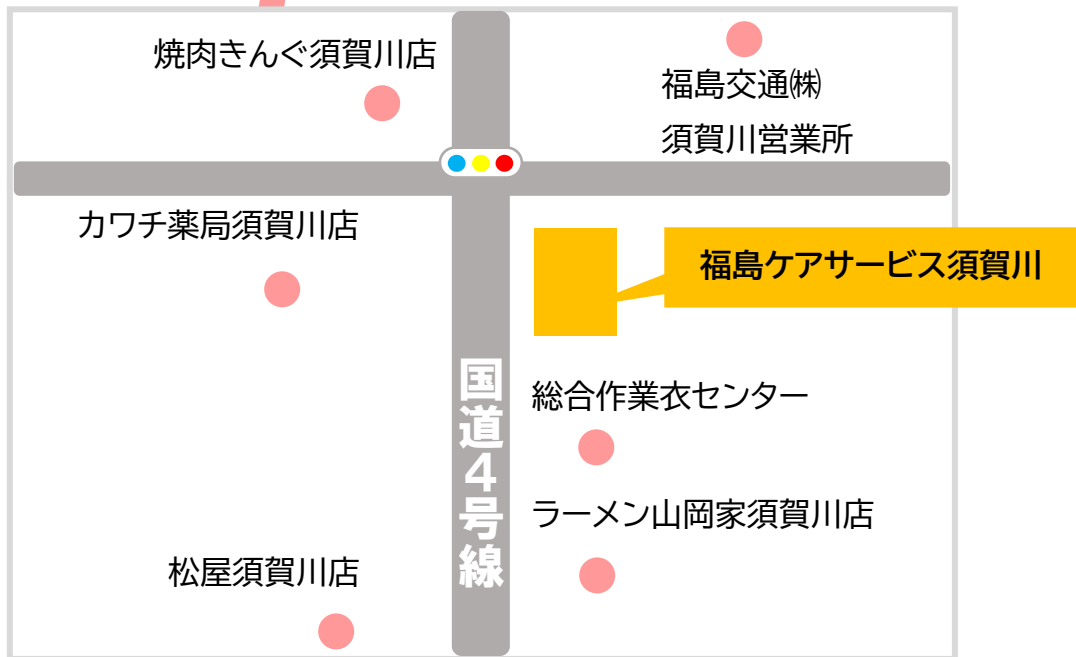 焼肉きんぐ須賀川店
福島交通㈱
須賀川営業所
カワチ薬局須賀川店
福島ケアサービス須賀川
国道4号線
総合作業衣センター
ラーメン山岡家須賀川店
松屋須賀川店